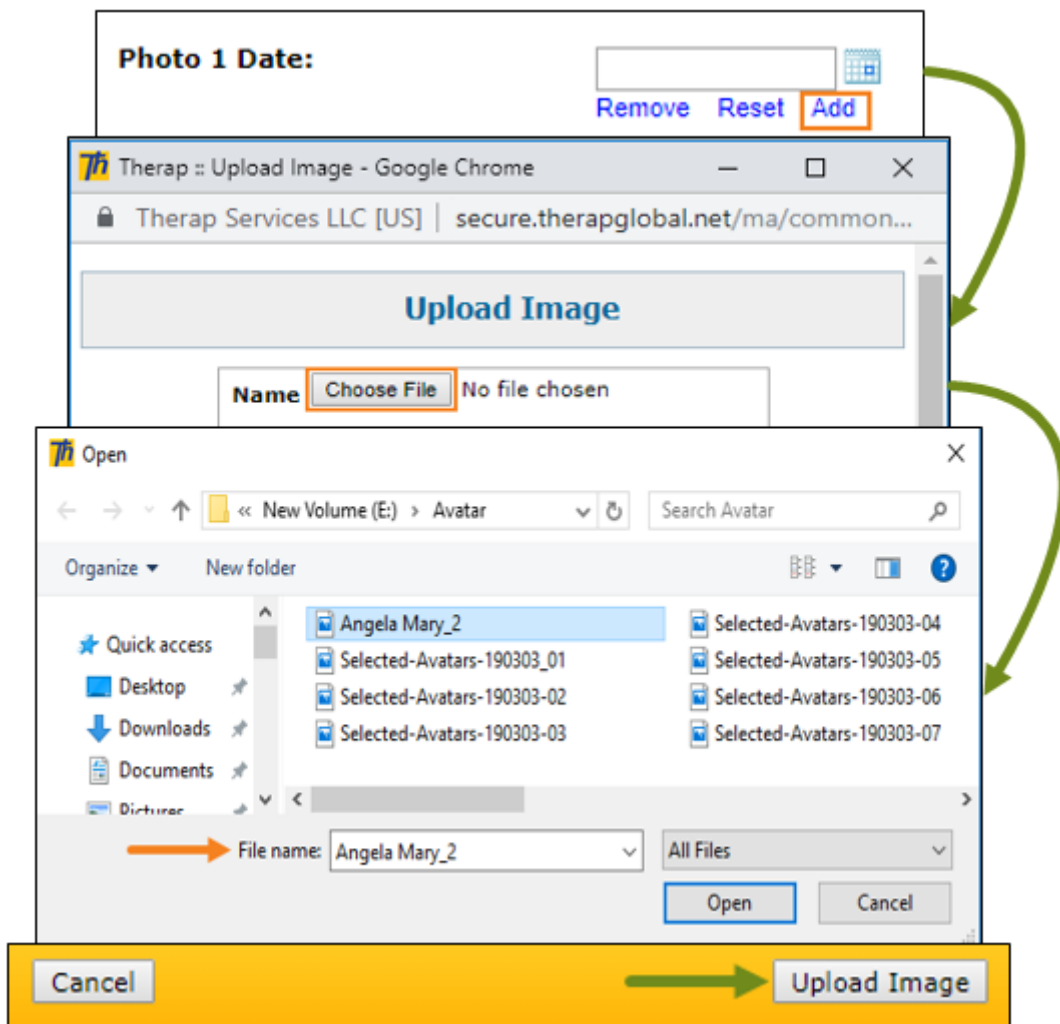 Photo 1 Date:
Remove Reset Add
Th Therap :: Upload Image - Google Chrome
Therap Services LLC [US] | secure.therapglobal.net/ma/common...
Upload Image
Name Choose File No file chosen
Th Open
« New Volume (E:) › Avatar Search Avatar
Organize New folder ?
Quick access
Desktop
Downloads
Documents
Pictures
Angela Mary_2
Selected-Avatars-190303_01
Selected-Avatars-190303-02
Selected-Avatars-190303-03
Selected-Avatars-190303-04
Selected-Avatars-190303-05
Selected-Avatars-190303-06
Selected-Avatars-190303-07
File name: Angela Mary_2 All Files
Open Cancel
Cancel Upload Image